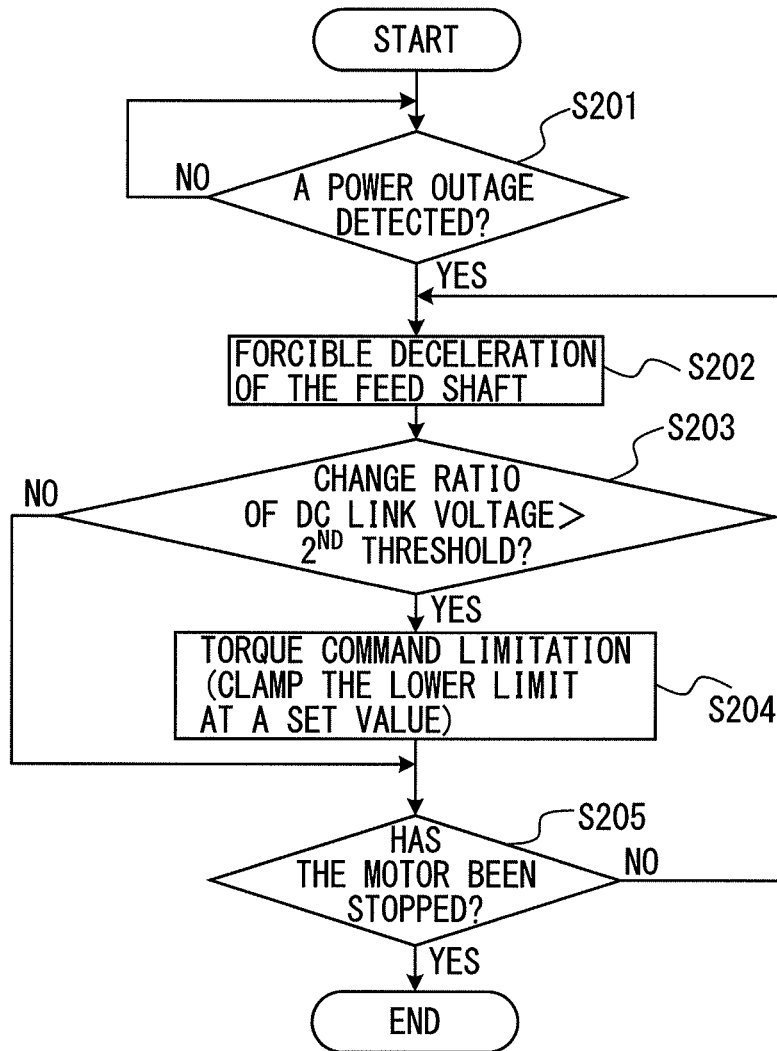 START
S201
NO
A POWER OUTAGE
DETECTED?
YES
FORCIBLE DECELERATION
OF THE FEED SHAFT
S202
S203
NO
CHANGE RATIO
OF DC LINK VOLTAGE>
2ND THRESHOLD?
YES
TORQUE COMMAND LIMITATION
(CLAMP THE LOWER LIMIT
AT A SET VALUE)
S204
S205
HAS
THE MOTOR BEEN
STOPPED?
NO
YES
END